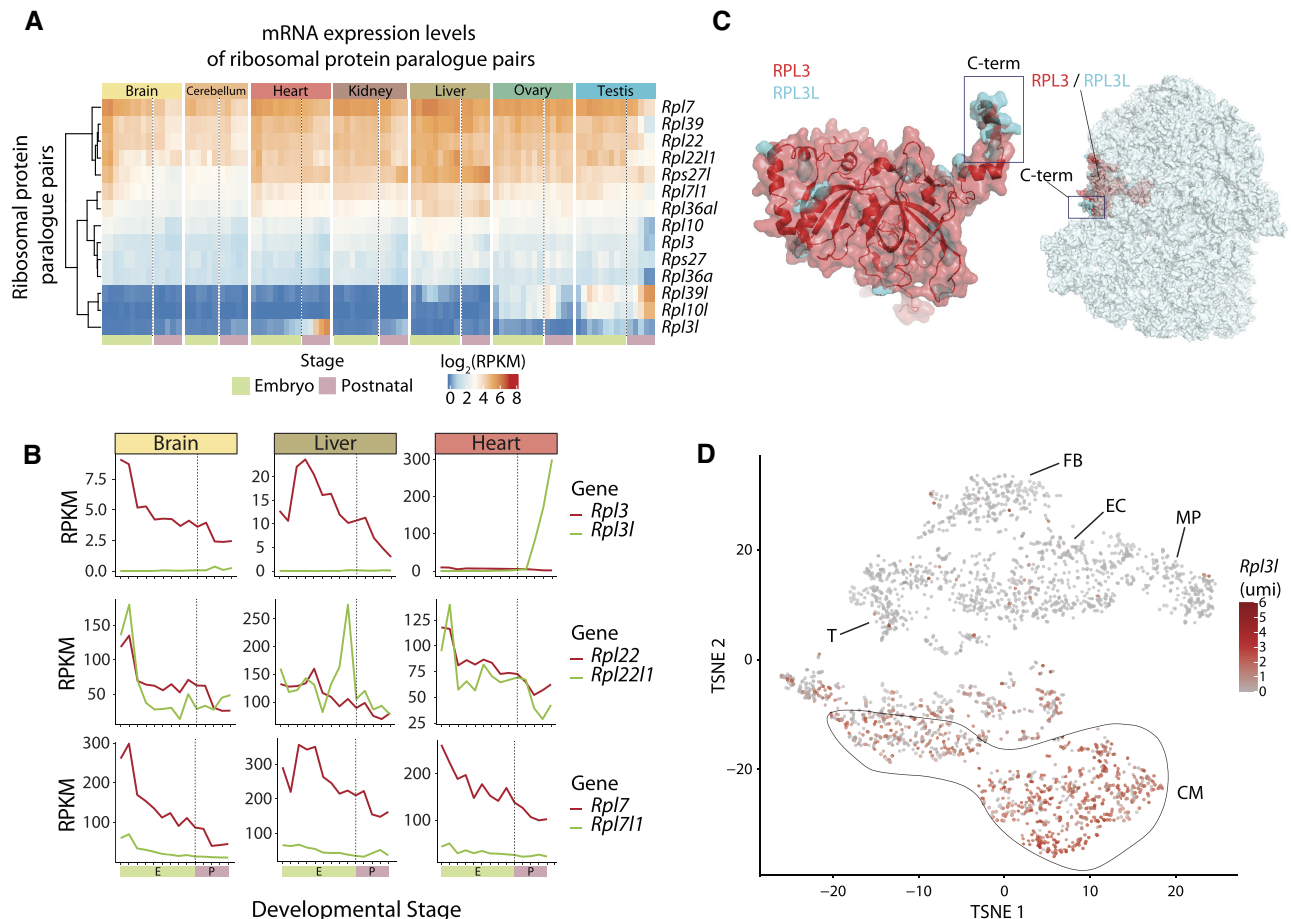 A
mRNA expression levels
of ribosomal protein paralogue pairs
Brain Cerebellum Heart Kidney Liver Ovary Testis
Ribosomal protein
paralogue pairs
Rpl7
Rpl39
Rpl22
Rpl22l1
Rps27l
Rpl7l1
Rpl36al
Rpl10
Rpl3
Rps27
Rpl36a
Rpl39l
Rpl10l
Rpl3l
Stage
Embryo Postnatal
log2(RPKM)
0 2 4 6 8
B
Brain Liver Heart
RPKM
7.5
5.0
2.5
0.0
20
15
10
5
0
300
200
100
0
Gene
Rpl3
Rpl3l
RPKM
150
100
50
250
200
150
100
125
100
75
50
25
Gene
Rpl22
Rpl22l1
RPKM
300
200
100
300
200
100
200
100
Gene
Rpl7
Rpl7l1
E P E P E P
Developmental Stage
C
RPL3
RPL3L
C-term
RPL3 / RPL3L
C-term
D
FB
EC
MP
T
CM
TSNE 2
20
0
−20
−20 −10 0 10 20
TSNE 1
Rpl3l
(umi)
6
5
4
3
2
1
0